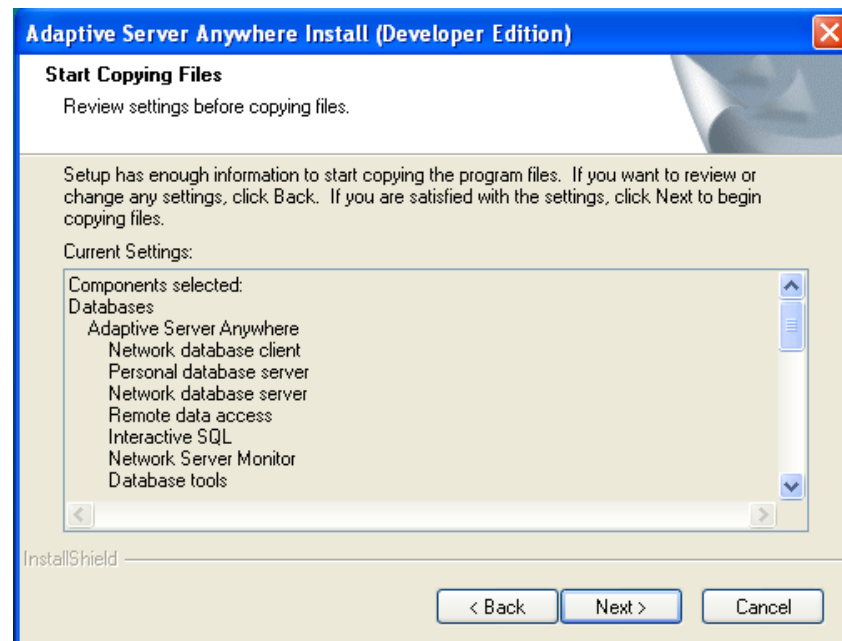 Adaptive Server Anywhere Install (Developer Edition)
Start Copying Files
Review settings before copying files.
Setup has enough information to start copying the program files.  If you want to review or
change any settings, click Back.  If you are satisfied with the settings, click Next to begin
copying files.
Current Settings:
Components selected:
Databases
Adaptive Server Anywhere
Network database client
Personal database server
Network database server
Remote data access
Interactive SQL
Network Server Monitor
Database tools
InstallShield
< Back
Next >
Cancel